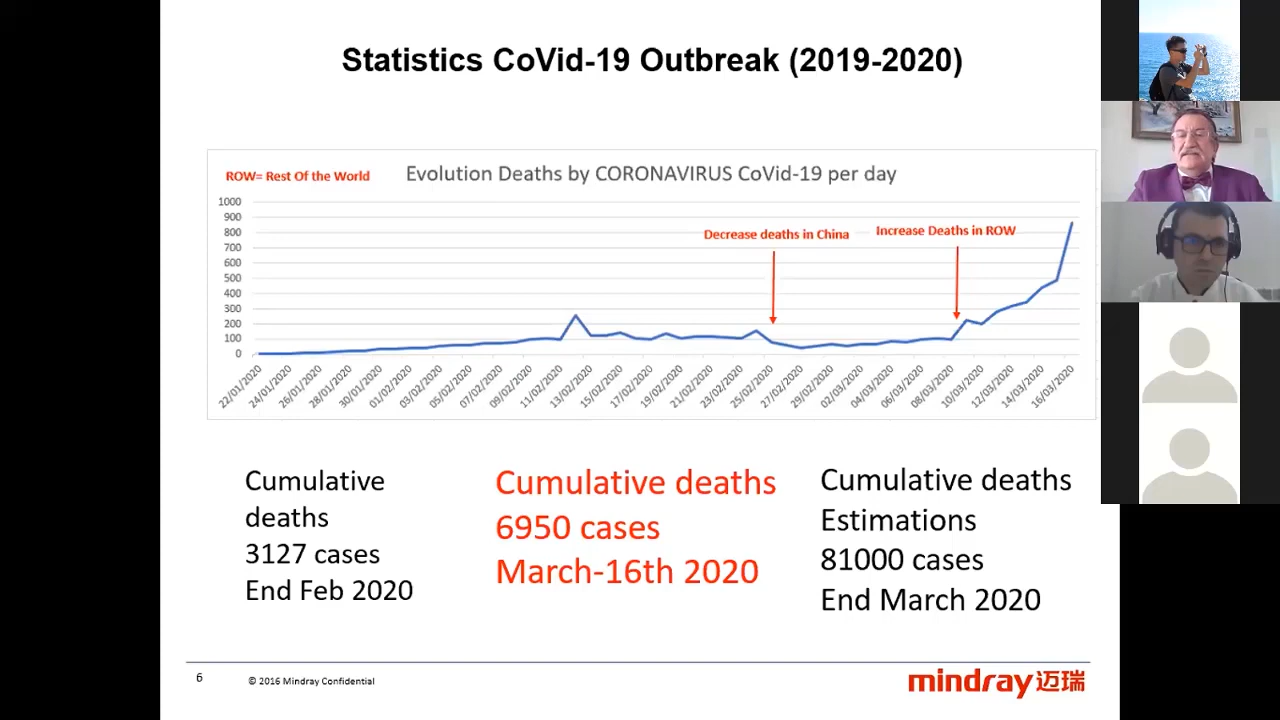 Statistics CoVid-19 Outbreak (2019-2020)
ROW= Rest Of the World
Evolution Deaths by CORONAVIRUS CoVid-19 per day
1000
900
800
700
600
500
400
300
200
100
0
Decrease deaths in China
Increase Deaths in ROW
22/01/2020
24/01/2020
26/01/2020
28/01/2020
30/01/2020
01/02/2020
03/02/2020
05/02/2020
07/02/2020
09/02/2020
11/02/2020
13/02/2020
15/02/2020
17/02/2020
19/02/2020
21/02/2020
23/02/2020
25/02/2020
27/02/2020
29/02/2020
02/03/2020
04/03/2020
06/03/2020
08/03/2020
10/03/2020
12/03/2020
14/03/2020
16/03/2020
Cumulative
deaths
3127 cases
End Feb 2020
Cumulative deaths
6950 cases
March-16th 2020
Cumulative deaths
Estimations
81000 cases
End March 2020
6
© 2016 Mindray Confidential
mindray迈瑞